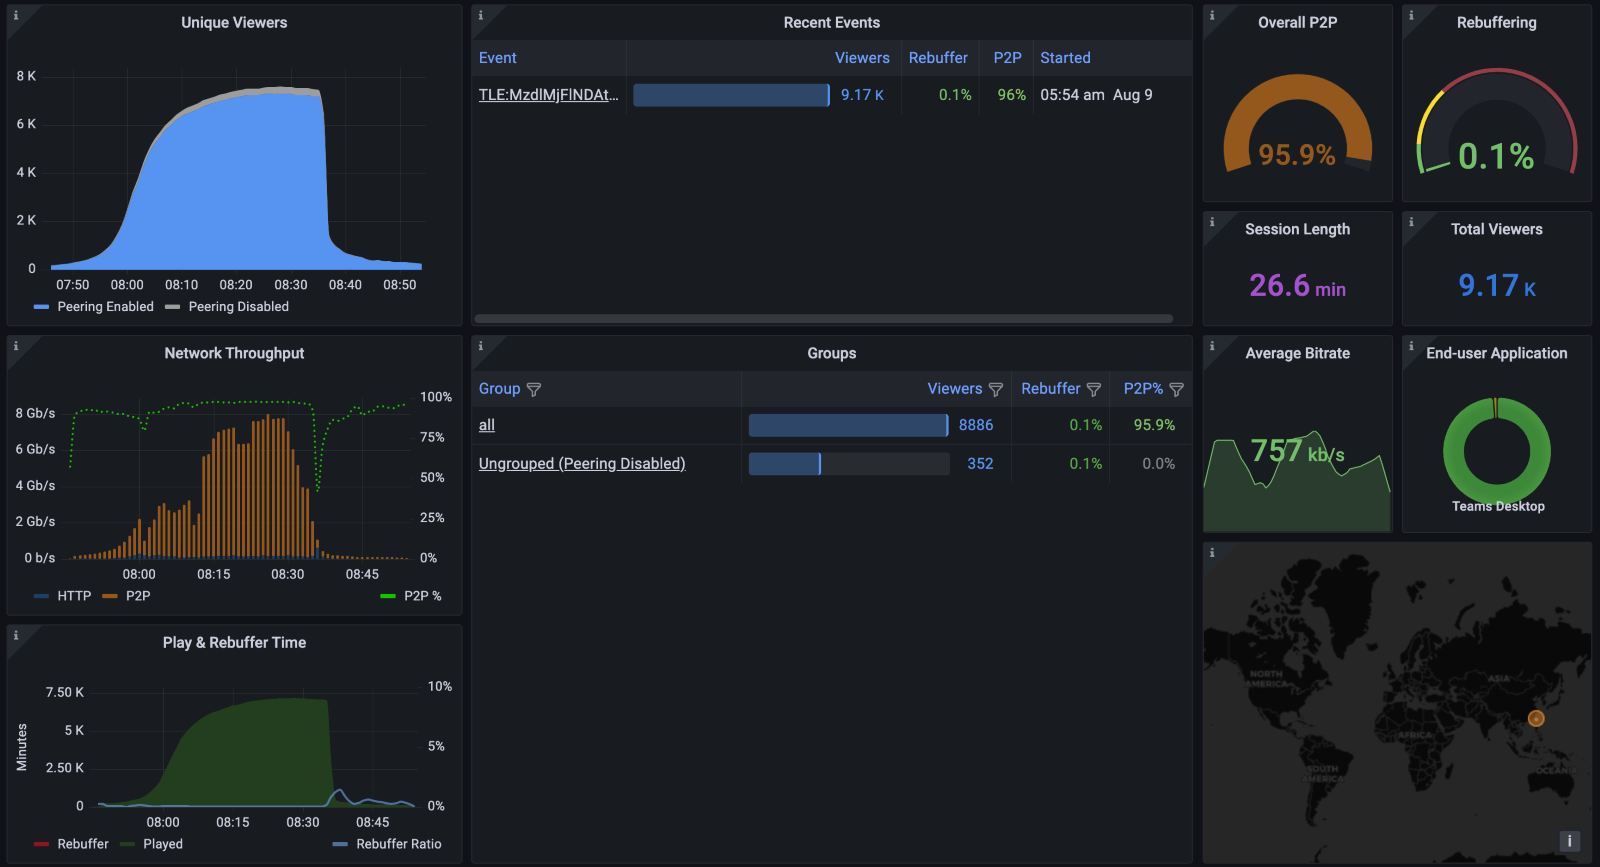 Unique Viewers
8 K
6 K
4 K
2 K
0
07:50 08:00 08:10 08:20 08:30 08:40 08:50
Peering Enabled Peering Disabled
Recent Events
Event Viewers Rebuffer P2P Started
TLE:MzdlMjFlNDAt... 9.17 K 0.1% 96% 05:54 am Aug 9
Overall P2P
95.9%
Rebuffering
0.1%
Session Length
26.6 min
Total Viewers
9.17 K
Network Throughput
8 Gb/s
6 Gb/s
4 Gb/s
2 Gb/s
0 b/s
100%
75%
50%
25%
0%
08:00 08:15 08:30 08:45
HTTP P2P P2P %
Groups
Group Viewers Rebuffer P2P%
all 8886 0.1% 95.9%
Ungrouped (Peering Disabled) 352 0.1% 0.0%
Average Bitrate
757 kb/s
End-user Application
Teams Desktop
Play & Rebuffer Time
Minutes
7.50 K
5 K
2.50 K
0
10%
5%
0%
08:00 08:15 08:30 08:45
Rebuffer Played Rebuffer Ratio
NORTH
AMERICA
ASIA
AFRICA
SOUTH
AMERICA
OCEANIA
i